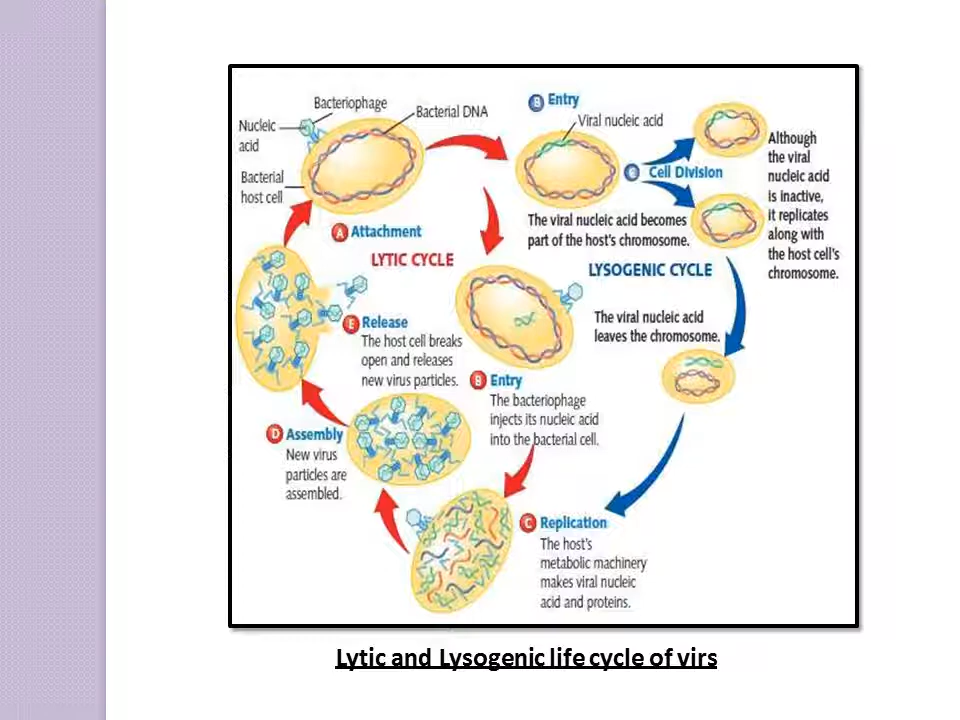 Bacteriophage
Nucleic
acid
Bacterial DNA
Bacterial
host cell
A Attachment
LYTIC CYCLE
B Entry
Viral nucleic acid
The viral nucleic acid becomes
part of the host's chromosome.
C Cell Division
Although
the viral
nucleic acid
is inactive,
it replicates
along with
the host cell's
chromosome.
LYSOGENIC CYCLE
The viral nucleic acid
leaves the chromosome.
E Release
The host cell breaks
open and releases
new virus particles.
B Entry
The bacteriophage
injects its nucleic acid
into the bacterial cell.
D Assembly
New virus
particles are
assembled.
C Replication
The host's
metabolic machinery
makes viral nucleic
acid and proteins.
Lytic and Lysogenic life cycle of virs